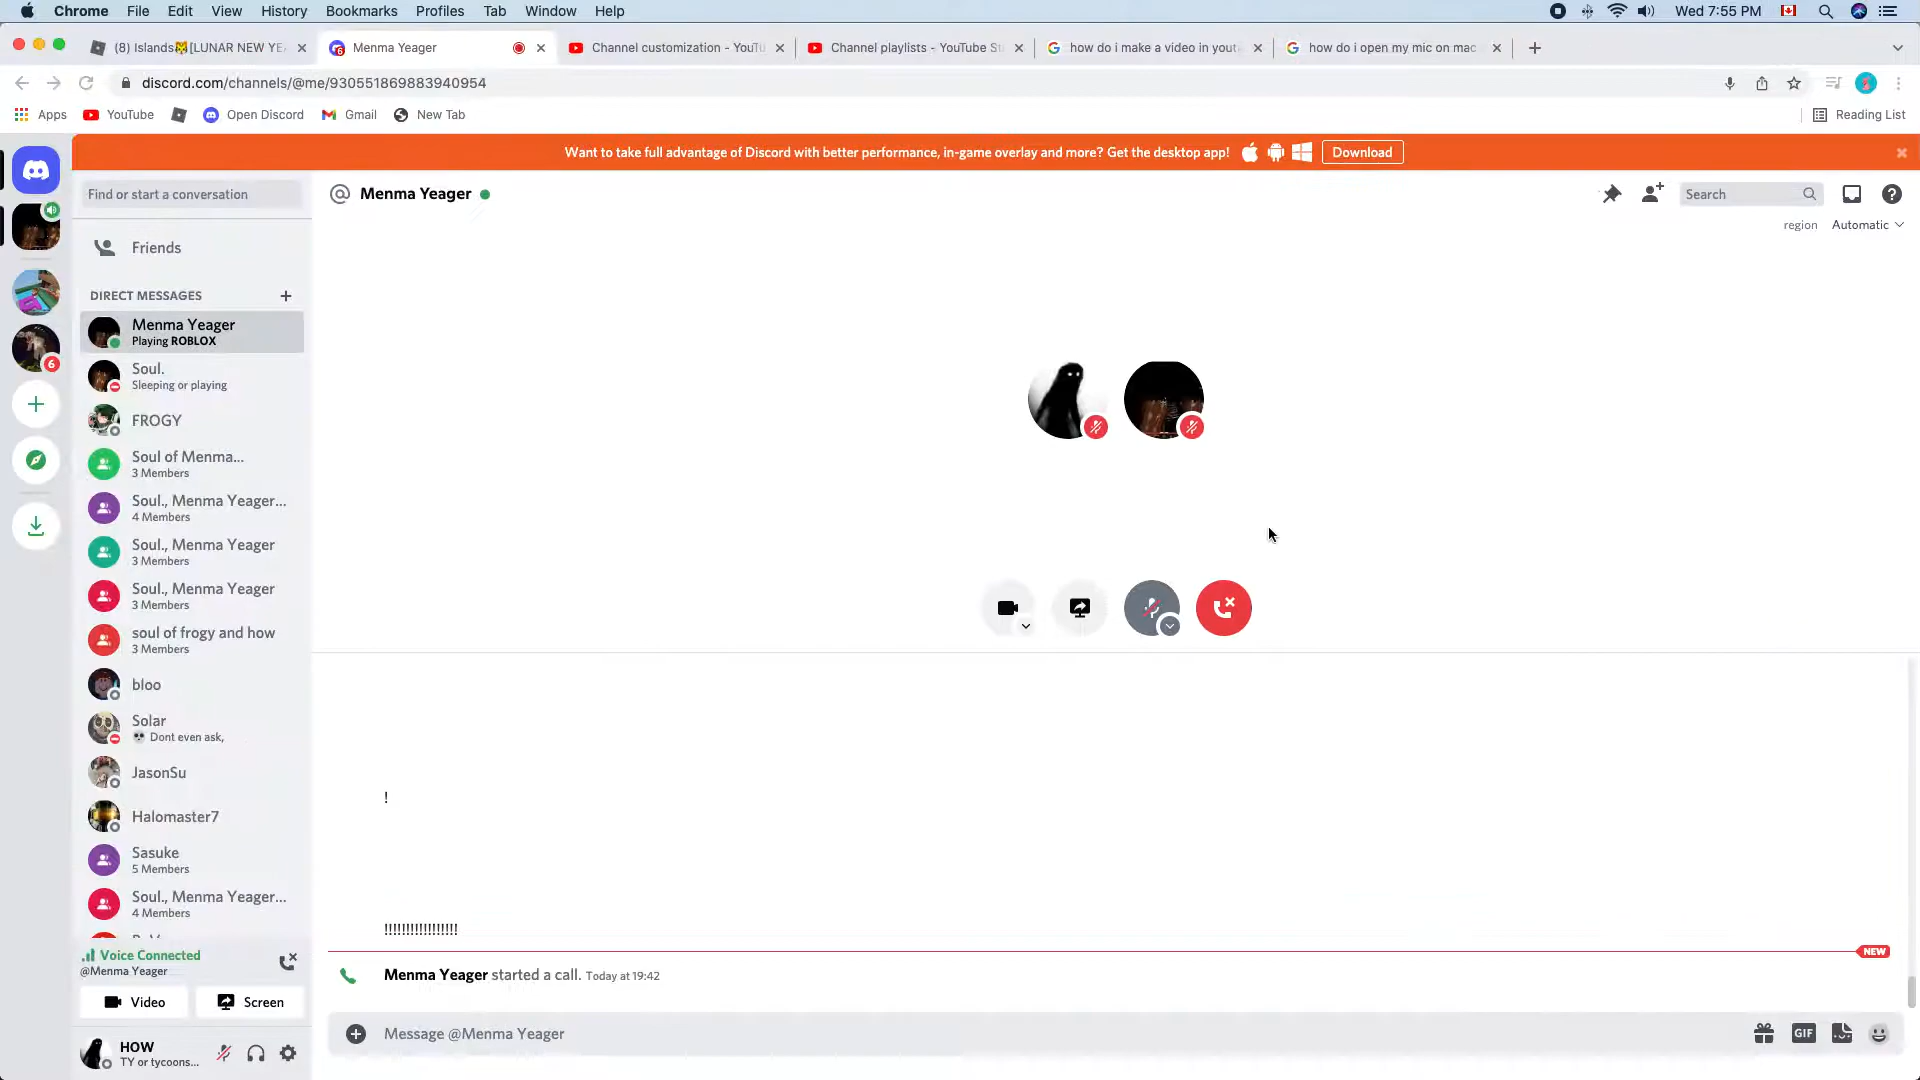 Chrome File Edit View History Bookmarks Profiles Tab Window Help Wed 7:55 PM
(8) Islands [LUNAR NEW YE Menma Yeager Channel customization - YouTu Channel playlists - YouTube St how do i make a video in yout how do i open my mic on mac
discord.com/channels/@me/930551869883940954
Apps YouTube Open Discord Gmail New Tab Reading List
Want to take full advantage of Discord with better performance, in-game overlay and more? Get the desktop app! Download
Find or start a conversation
Menma Yeager Search
region Automatic
Friends
DIRECT MESSAGES
Menma Yeager
Playing ROBLOX
6
Soul.
Sleeping or playing
FROGY
Soul of Menma...
3 Members
Soul., Menma Yeager...
4 Members
Soul., Menma Yeager
3 Members
Soul., Menma Yeager
3 Members
soul of frogy and how
3 Members
bloo
Solar
Dont even ask,
JasonSu
Halomaster7
Sasuke
5 Members
Soul., Menma Yeager...
4 Members
!
!!!!!!!!!!!!!!!!!
NEW
Menma Yeager started a call. Today at 19:42
Voice Connected
@Menma Yeager
Video Screen
Message @Menma Yeager GIF
HOW
TY or tycoons...